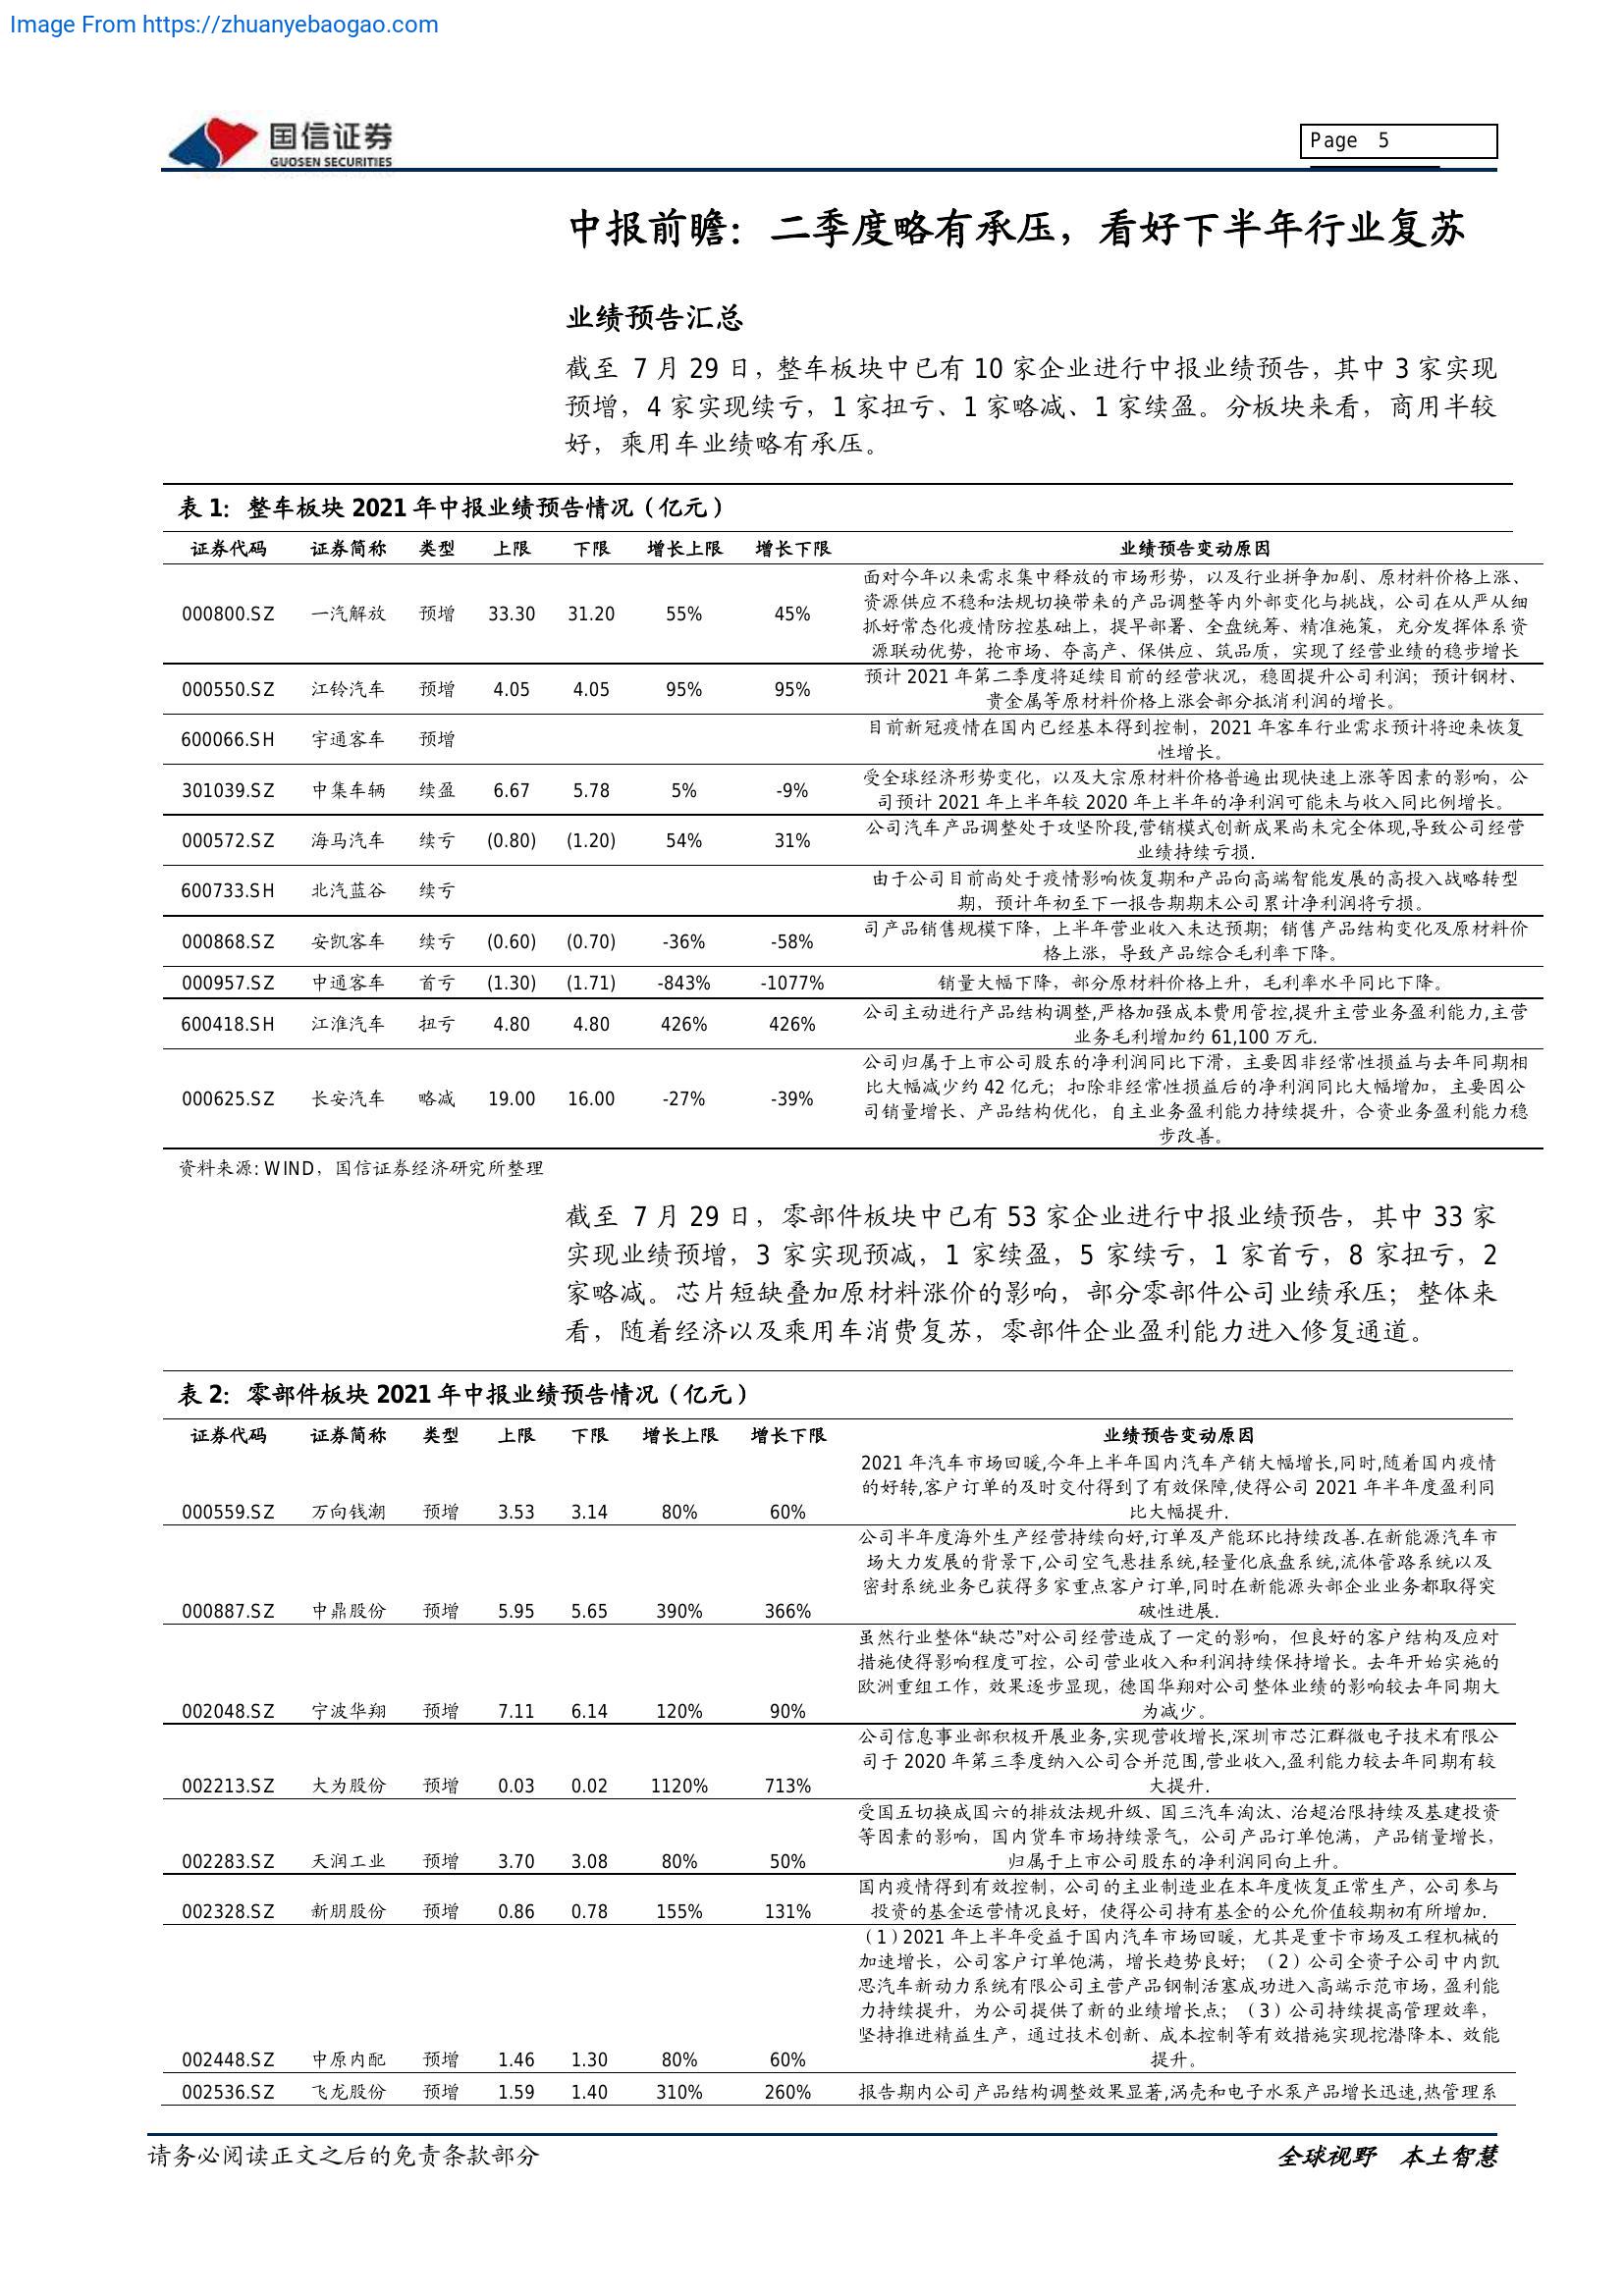 Image From https://zhuanyebaogao.com
国信证券
GUOSEN SECURITIES
Page 5
中报前瞻：二季度略有承压，看好下半年行业复苏
业绩预告汇总
截至 7 月 29 日，整车板块中已有 10 家企业进行中报业绩预告，其中 3 家实现
预增，4 家实现续亏，1 家扭亏、1 家略减、1 家续盈。分板块来看，商用半较
好，乘用车业绩略有承压。
表 1：整车板块 2021 年中报业绩预告情况（亿元）
证券代码 证券简称 类型 上限 下限 增长上限 增长下限 业绩预告变动原因
面对今年以来需求集中释放的市场形势，以及行业拼争加剧、原材料价格上涨、
资源供应不稳和法规切换带来的产品调整等内外部变化与挑战，公司在从严从细
000800.SZ 一汽解放 预增 33.30 31.20 55% 45%
抓好常态化疫情防控基础上，提早部署、全盘统筹、精准施策，充分发挥体系资
源联动优势，抢市场、夺高产、保供应、筑品质，实现了经营业绩的稳步增长
预计 2021 年第二季度将延续目前的经营状况，稳固提升公司利润；预计钢材、
000550.SZ 江铃汽车 预增 4.05 4.05 95% 95%
贵金属等原材料价格上涨会部分抵消利润的增长。
目前新冠疫情在国内已经基本得到控制，2021 年客车行业需求预计将迎来恢复
600066.SH 宇通客车 预增
性增长。
受全球经济形势变化，以及大宗原材料价格普遍出现快速上涨等因素的影响，公
301039.SZ 中集车辆 续盈 6.67 5.78 5% -9%
司预计 2021 年上半年较 2020 年上半年的净利润可能未与收入同比例增长。
公司汽车产品调整处于攻坚阶段,营销模式创新成果尚未完全体现,导致公司经营
000572.SZ 海马汽车 续亏 (0.80) (1.20) 54% 31%
业绩持续亏损.
由于公司目前尚处于疫情影响恢复期和产品向高端智能发展的高投入战略转型
600733.SH 北汽蓝谷 续亏
期，预计年初至下一报告期期末公司累计净利润将亏损。
司产品销售规模下降，上半年营业收入未达预期；销售产品结构变化及原材料价
000868.SZ 安凯客车 续亏 (0.60) (0.70) -36% -58%
格上涨，导致产品综合毛利率下降。
000957.SZ 中通客车 首亏 (1.30) (1.71) -843% -1077% 销量大幅下降，部分原材料价格上升，毛利率水平同比下降。
公司主动进行产品结构调整,严格加强成本费用管控,提升主营业务盈利能力,主营
600418.SH 江淮汽车 扭亏 4.80 4.80 426% 426%
业务毛利增加约 61,100 万元.
公司归属于上市公司股东的净利润同比下滑，主要因非经常性损益与去年同期相
比大幅减少约 42 亿元；扣除非经常性损益后的净利润同比大幅增加，主要因公
000625.SZ 长安汽车 略减 19.00 16.00 -27% -39%
司销量增长、产品结构优化，自主业务盈利能力持续提升，合资业务盈利能力稳
步改善。
资料来源: WIND，国信证券经济研究所整理
截至 7 月 29 日，零部件板块中已有 53 家企业进行中报业绩预告，其中 33 家
实现业绩预增，3 家实现预减，1 家续盈，5 家续亏，1 家首亏，8 家扭亏，2
家略减。芯片短缺叠加原材料涨价的影响，部分零部件公司业绩承压；整体来
看，随着经济以及乘用车消费复苏，零部件企业盈利能力进入修复通道。
表 2：零部件板块 2021 年中报业绩预告情况（亿元）
证券代码 证券简称 类型 上限 下限 增长上限 增长下限 业绩预告变动原因
2021 年汽车市场回暖,今年上半年国内汽车产销大幅增长,同时,随着国内疫情
的好转,客户订单的及时交付得到了有效保障,使得公司 2021 年半年度盈利同
000559.SZ 万向钱潮 预增 3.53 3.14 80% 60% 比大幅提升.
公司半年度海外生产经营持续向好,订单及产能环比持续改善.在新能源汽车市
场大力发展的背景下,公司空气悬挂系统,轻量化底盘系统,流体管路系统以及
密封系统业务已获得多家重点客户订单,同时在新能源头部企业业务都取得突
000887.SZ 中鼎股份 预增 5.95 5.65 390% 366% 破性进展.
虽然行业整体“缺芯”对公司经营造成了一定的影响，但良好的客户结构及应对
措施使得影响程度可控，公司营业收入和利润持续保持增长。去年开始实施的
欧洲重组工作，效果逐步显现，德国华翔对公司整体业绩的影响较去年同期大
002048.SZ 宁波华翔 预增 7.11 6.14 120% 90% 为减少。
公司信息事业部积极开展业务,实现营收增长,深圳市芯汇群微电子技术有限公
司于 2020 年第三季度纳入公司合并范围,营业收入,盈利能力较去年同期有较
002213.SZ 大为股份 预增 0.03 0.02 1120% 713% 大提升.
受国五切换成国六的排放法规升级、国三汽车淘汰、治超治限持续及基建投资
等因素的影响，国内货车市场持续景气，公司产品订单饱满，产品销量增长，
002283.SZ 天润工业 预增 3.70 3.08 80% 50% 归属于上市公司股东的净利润同向上升。
国内疫情得到有效控制，公司的主业制造业在本年度恢复正常生产，公司参与
002328.SZ 新朋股份 预增 0.86 0.78 155% 131% 投资的基金运营情况良好，使得公司持有基金的公允价值较期初有所增加.
（1）2021 年上半年受益于国内汽车市场回暖，尤其是重卡市场及工程机械的
加速增长，公司客户订单饱满，增长趋势良好；（2）公司全资子公司中内凯
思汽车新动力系统有限公司主营产品钢制活塞成功进入高端示范市场，盈利能
力持续提升，为公司提供了新的业绩增长点；（3）公司持续提高管理效率，
坚持推进精益生产，通过技术创新、成本控制等有效措施实现挖潜降本、效能
002448.SZ 中原内配 预增 1.46 1.30 80% 60% 提升。
002536.SZ 飞龙股份 预增 1.59 1.40 310% 260% 报告期内公司产品结构调整效果显著,涡壳和电子水泵产品增长迅速,热管理系
请务必阅读正文之后的免责条款部分
全球视野 本土智慧